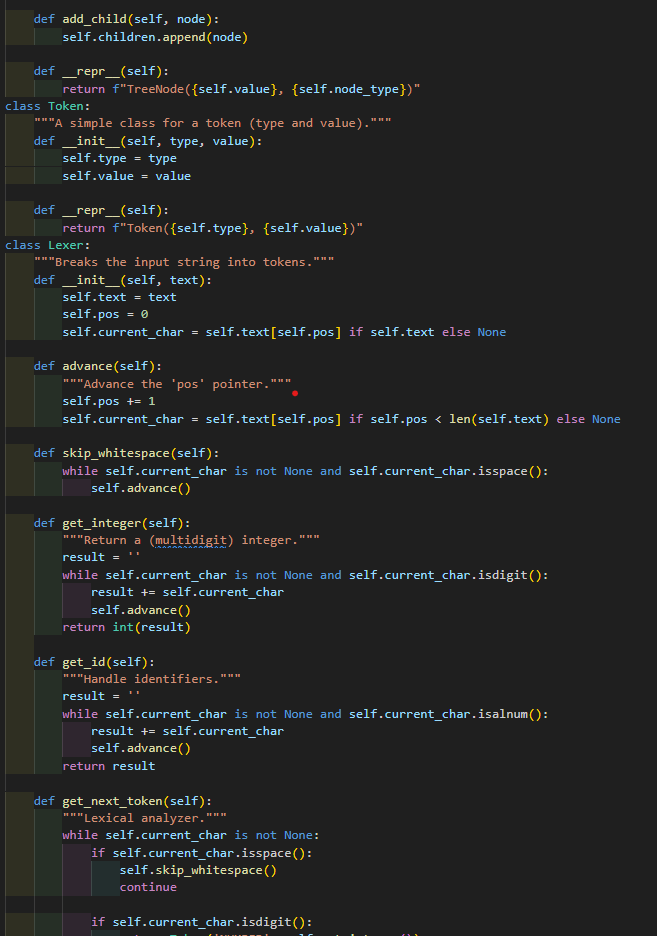 def add_child(self, node):
        self.children.append(node)

    def __repr__(self):
        return f"TreeNode({self.value}, {self.node_type})"
class Token:
    """A simple class for a token (type and value)."""
    def __init__(self, type, value):
        self.type = type
        self.value = value

    def __repr__(self):
        return f"Token({self.type}, {self.value})"
class Lexer:
    """Breaks the input string into tokens."""
    def __init__(self, text):
        self.text = text
        self.pos = 0
        self.current_char = self.text[self.pos] if self.text else None

    def advance(self):
        """Advance the 'pos' pointer."""
        self.pos += 1
        self.current_char = self.text[self.pos] if self.pos < len(self.text) else None

    def skip_whitespace(self):
        while self.current_char is not None and self.current_char.isspace():
            self.advance()

    def get_integer(self):
        """Return a (multidigit) integer."""
        result = ''
        while self.current_char is not None and self.current_char.isdigit():
            result += self.current_char
            self.advance()
        return int(result)

    def get_id(self):
        """Handle identifiers."""
        result = ''
        while self.current_char is not None and self.current_char.isalnum():
            result += self.current_char
            self.advance()
        return result

    def get_next_token(self):
        """Lexical analyzer."""
        while self.current_char is not None:
            if self.current_char.isspace():
                self.skip_whitespace()
                continue

            if self.current_char.isdigit():